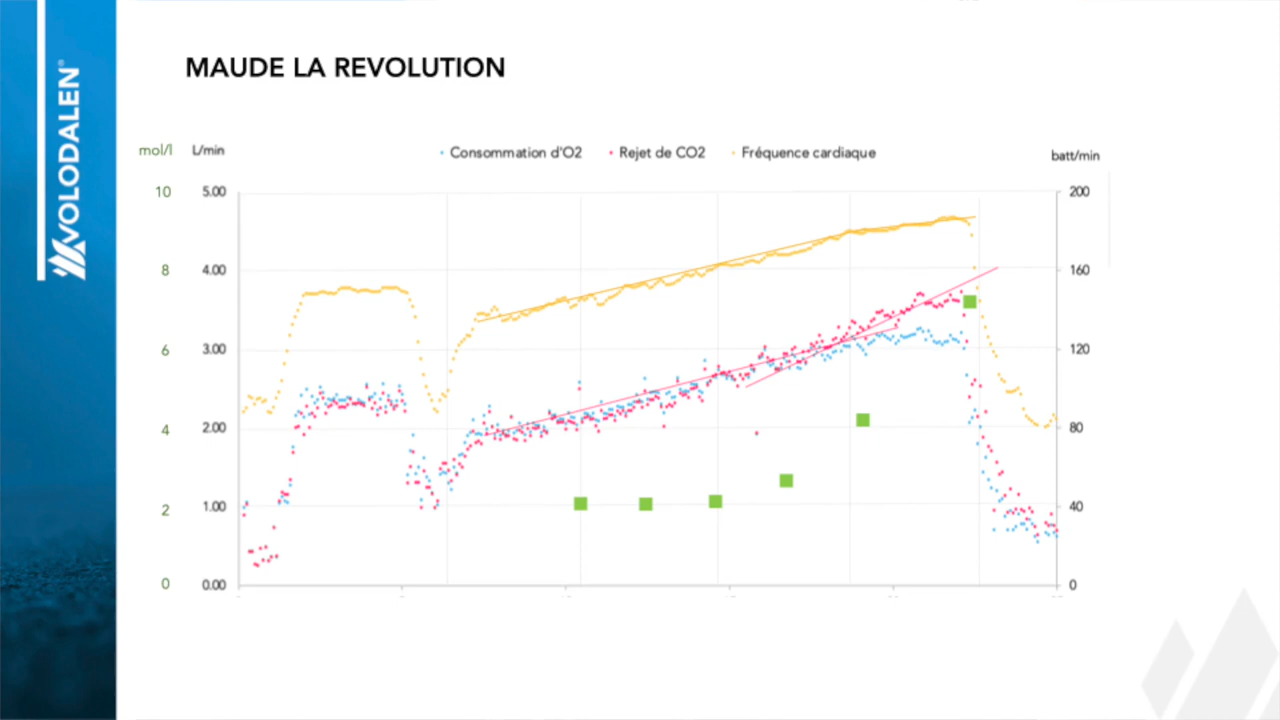 VOLODALEN®
MAUDE LA REVOLUTION
mol/l L/min Consommation d'O2 Rejet de CO2 Fréquence cardiaque batt/min
10 5.00 200
8 4.00 160
6 3.00 120
4 2.00 80
2 1.00 40
0 0.00 0